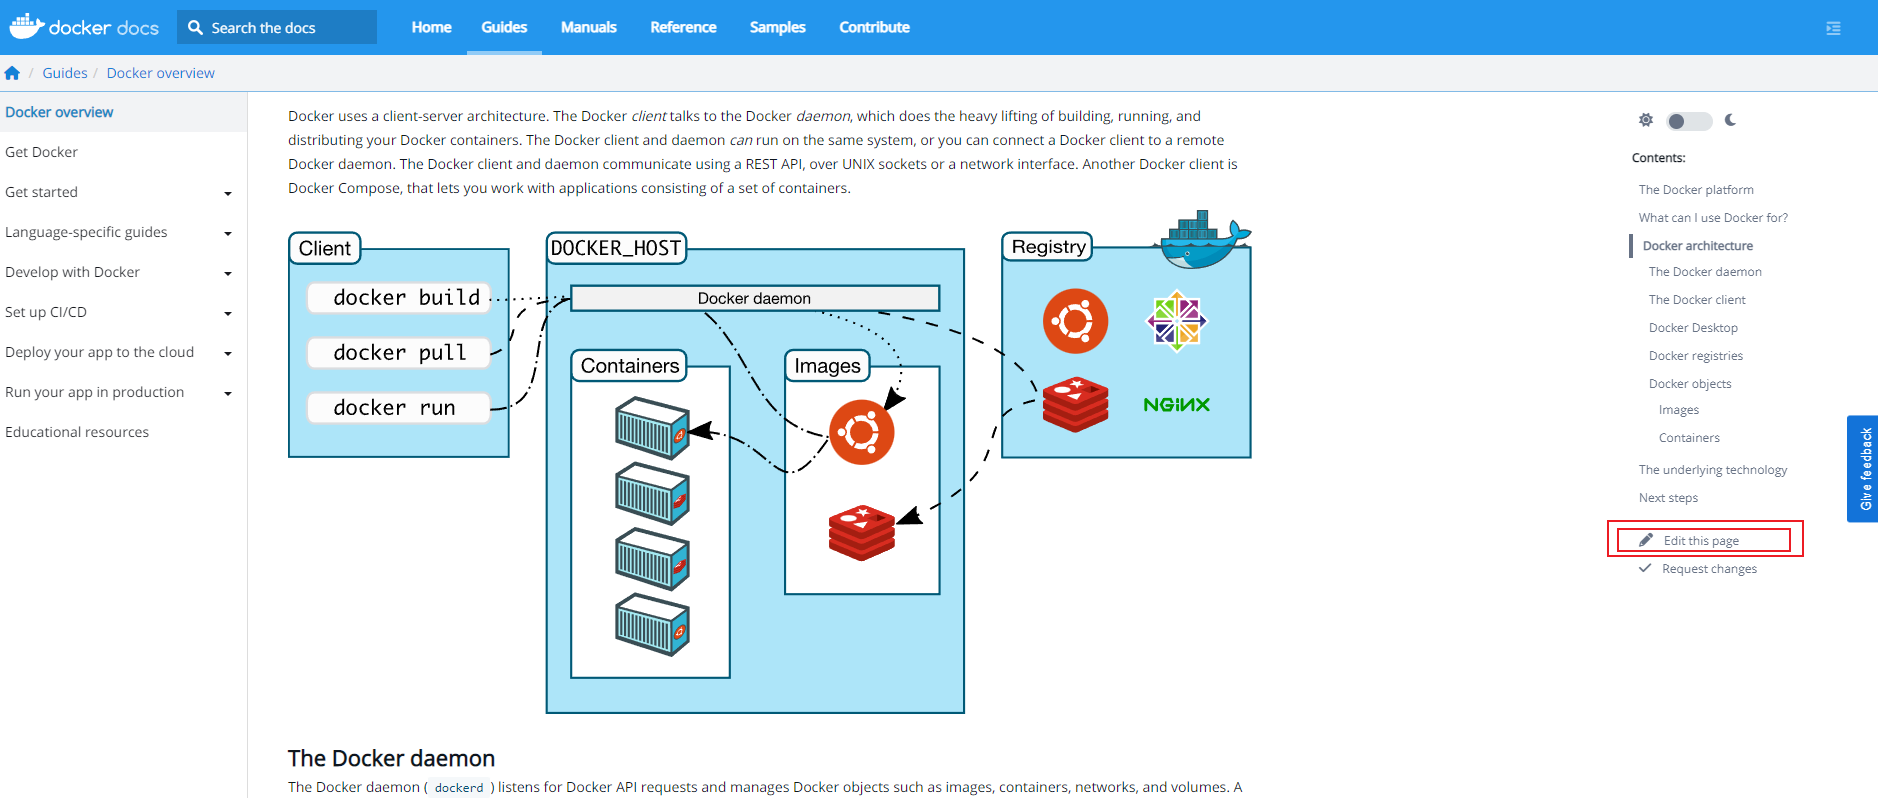 docker docs
Search the docs
Home
Guides
Manuals
Reference
Samples
Contribute
/ Guides / Docker overview
Docker overview
Get Docker
Get started
Language-specific guides
Develop with Docker
Set up CI/CD
Deploy your app to the cloud
Run your app in production
Educational resources
Docker uses a client-server architecture. The Docker client talks to the Docker daemon, which does the heavy lifting of building, running, and
distributing your Docker containers. The Docker client and daemon can run on the same system, or you can connect a Docker client to a remote
Docker daemon. The Docker client and daemon communicate using a REST API, over UNIX sockets or a network interface. Another Docker client is
Docker Compose, that lets you work with applications consisting of a set of containers.
Client
docker build
docker pull
docker run
DOCKER_HOST
Docker daemon
Containers
Images
Registry
NGINX
The Docker daemon
The Docker daemon ( dockerd ) listens for Docker API requests and manages Docker objects such as images, containers, networks, and volumes. A
Contents:
The Docker platform
What can I use Docker for?
Docker architecture
The Docker daemon
The Docker client
Docker Desktop
Docker registries
Docker objects
Images
Containers
The underlying technology
Next steps
Edit this page
Request changes
Give feedback